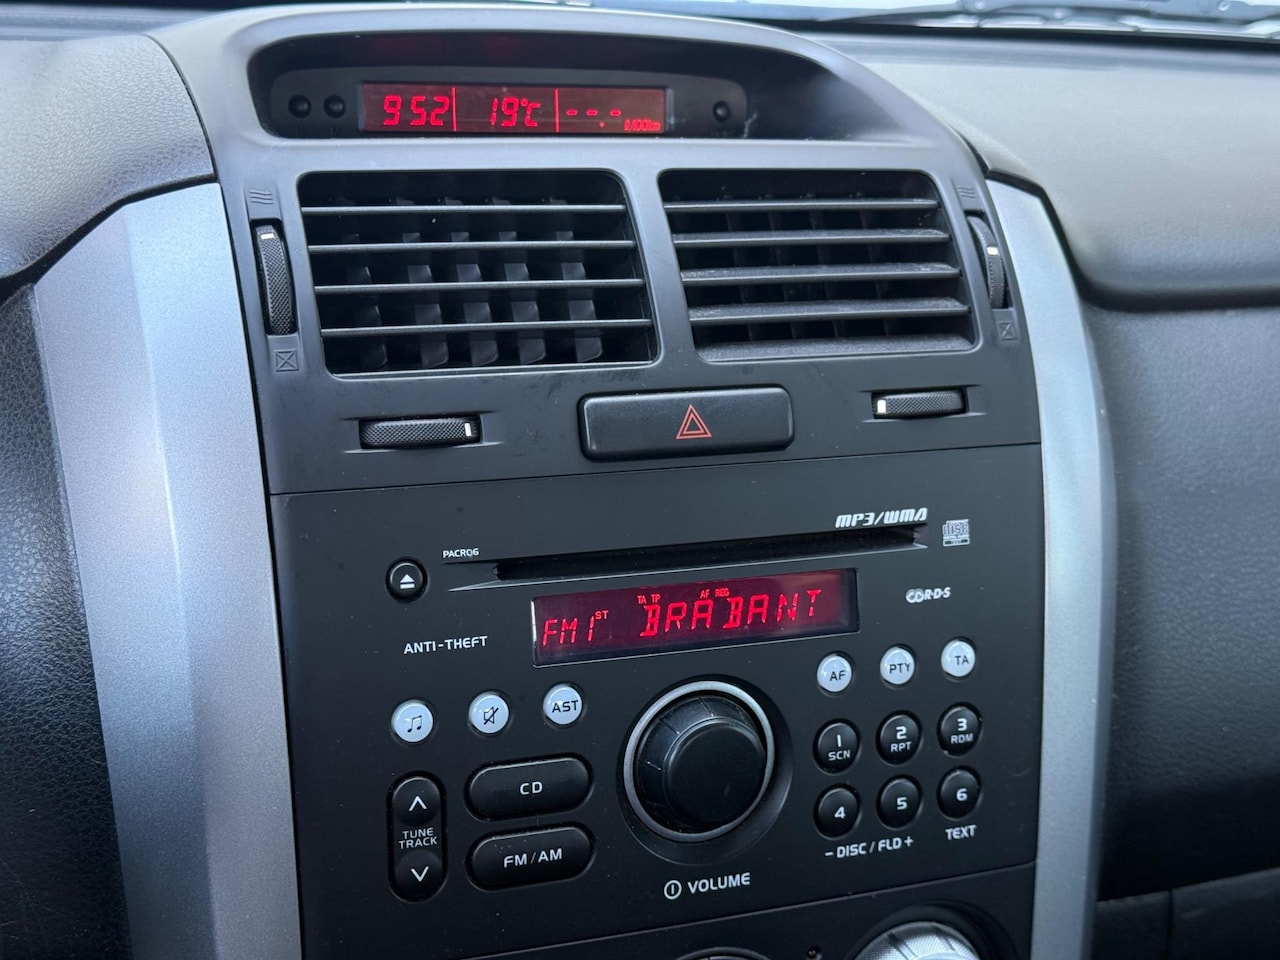 9:52 19°C --.-
ℓ/100km
MP3/WMA
PACR06
TA TP AF REG
FM1 ST BRABANT
C·R·D·S
ANTI-THEFT
AF PTY TA
AST
1 2 3
SCN RPT RDM
CD
4 5 6
TUNE
TRACK
FM/AM
- DISC / FLD + TEXT
VOLUME